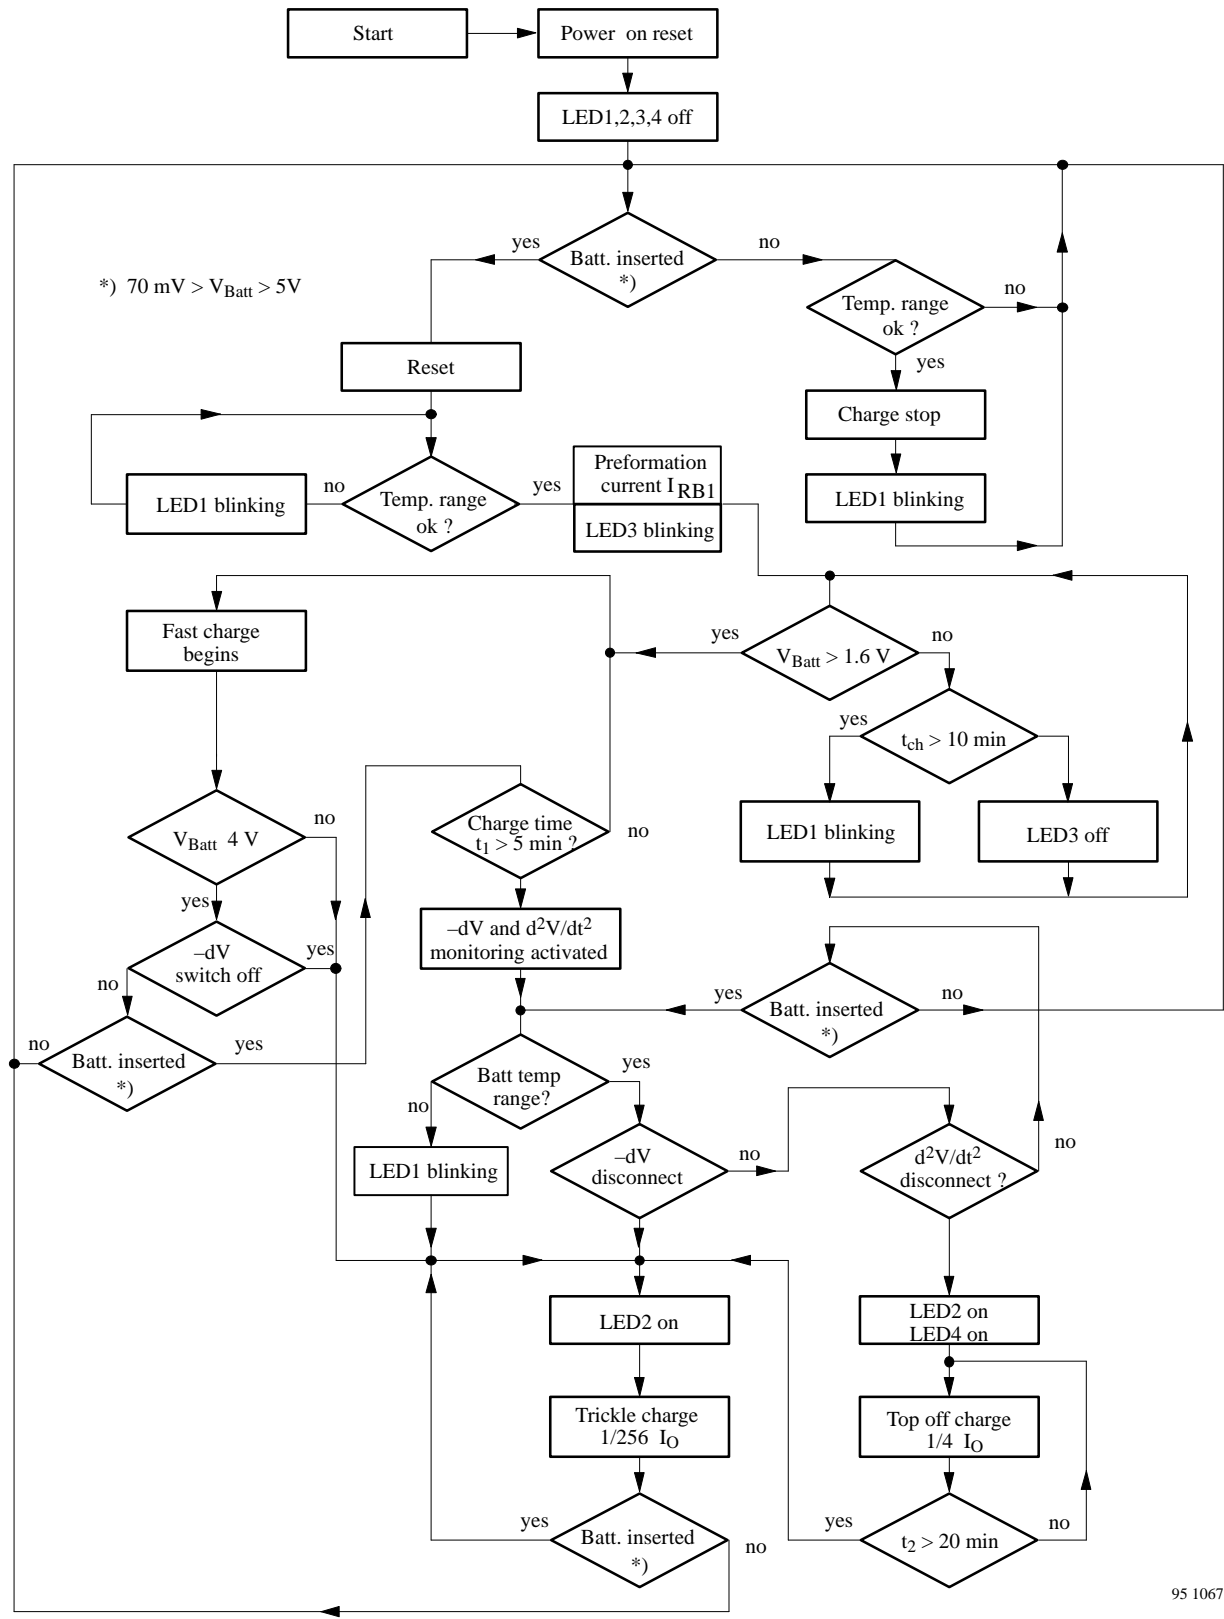 Start
Power on reset
LED1,2,3,4 off
yes
Batt. inserted
*)
no
*) 70 mV > VBatt > 5V
Temp. range
ok ?
no
yes
Reset
Charge stop
LED1 blinking
LED1 blinking
no
Temp. range
ok ?
yes
Preformation
current IRB1
LED3 blinking
Fast charge
begins
yes
VBatt > 1.6 V
no
yes
tch > 10 min
LED1 blinking
LED3 off
VBatt 4 V
no
yes
Charge time
t1 > 5 min ?
no
–dV
switch off
yes
no
–dV and d2V/dt2
monitoring activated
yes
Batt. inserted
*)
no
no
Batt. inserted
*)
yes
Batt temp
range?
yes
no
LED1 blinking
–dV
disconnect
no
d2V/dt2
disconnect ?
no
LED2 on
LED2 on
LED4 on
Trickle charge
1/256 IO
Top off charge
1/4 IO
yes
Batt. inserted
*)
no
yes
t2 > 20 min
no
95 1067